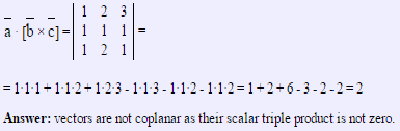 a̅ · [b̅ × c̅] = | 1 2 3 |
| 1 1 1 | =
| 1 2 1 |
= 1·1·1 + 1·1·2 + 1·2·3 - 1·1·3 - 1·1·2 - 1·1·2 = 1 + 2 + 6 - 3 - 2 - 2 = 2
Answer: vectors are not coplanar as their scalar triple product is not zero.